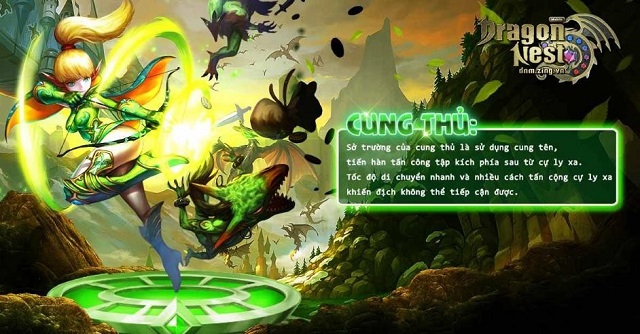 Mobile
Dragon
Nest
dnm.zing.vn
CUNG THỦ:
Sở trường của cung thủ là sử dụng cung tên,
tiến hàn tấn công tập kích phía sau từ cự ly xa.
Tốc độ di chuyển nhanh và nhiều cách tấn cộng cự ly xa
khiến địch không thể tiếp cận được.